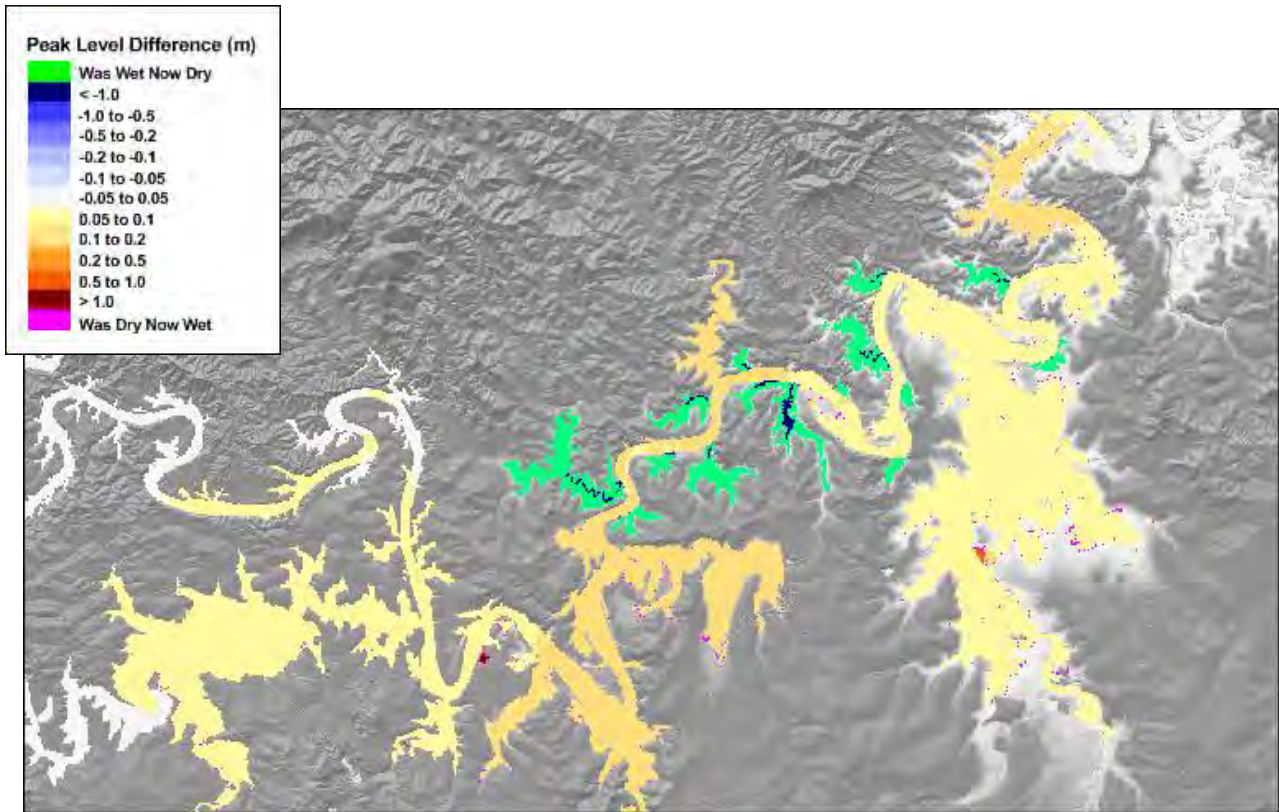 Peak Level Difference (m)
Was Wet Now Dry
< -1.0
-1.0 to -0.5
-0.5 to -0.2
-0.2 to -0.1
-0.1 to -0.05
-0.05 to 0.05
0.05 to 0.1
0.1 to 0.2
0.2 to 0.5
0.5 to 1.0
> 1.0
Was Dry Now Wet